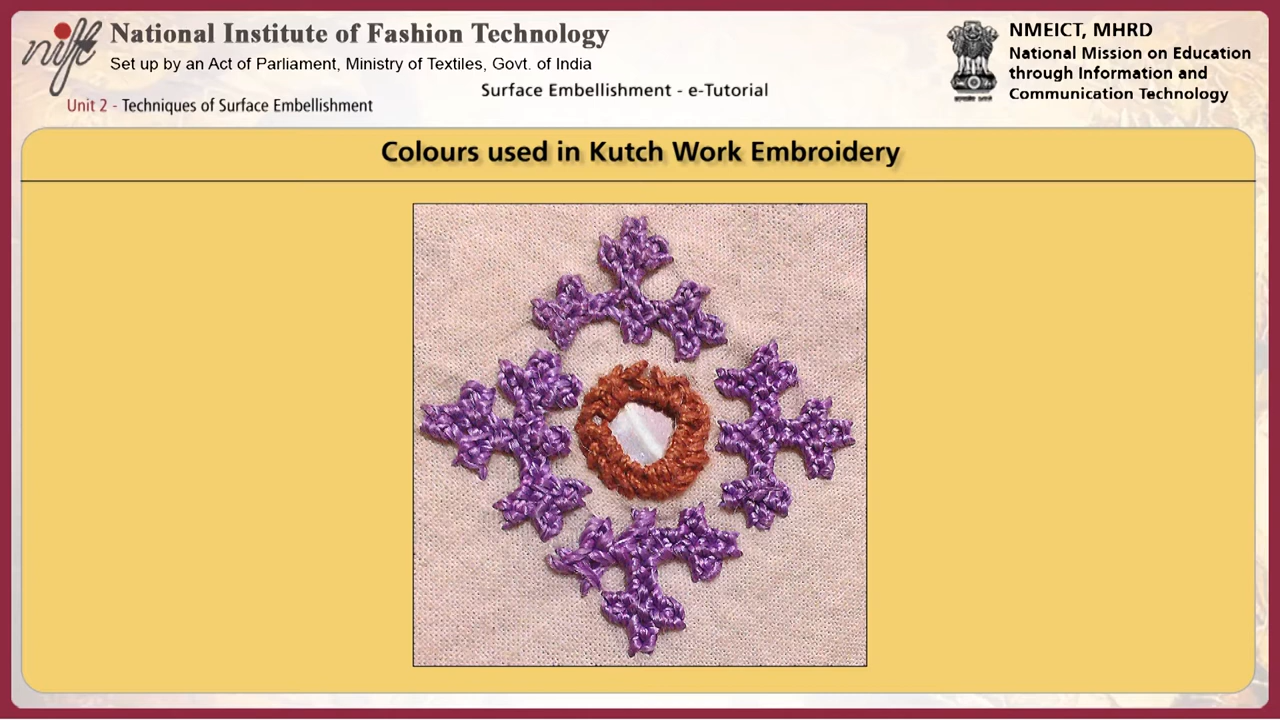 nift
National Institute of Fashion Technology
Set up by an Act of Parliament, Ministry of Textiles, Govt. of India
Unit 2 - Techniques of Surface Embellishment
Surface Embellishment - e-Tutorial
NMEICT, MHRD
National Mission on Education
through Information and
Communication Technology
Colours used in Kutch Work Embroidery